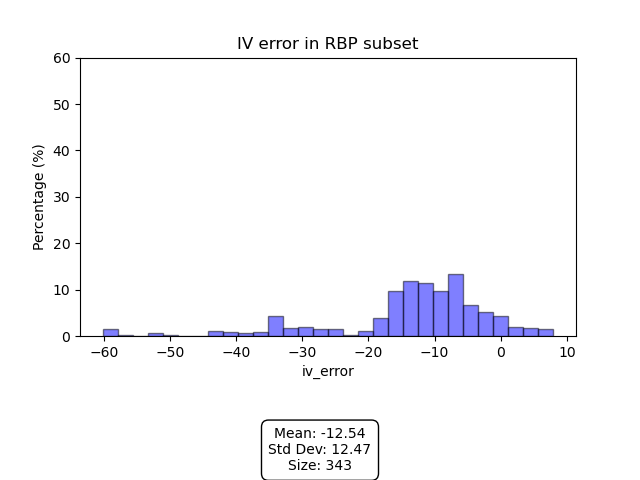 IV error in RBP subset
60
50
40
30
20
10
0
Percentage (%)
−60 −50 −40 −30 −20 −10 0 10
iv_error
Mean: -12.54
Std Dev: 12.47
Size: 343